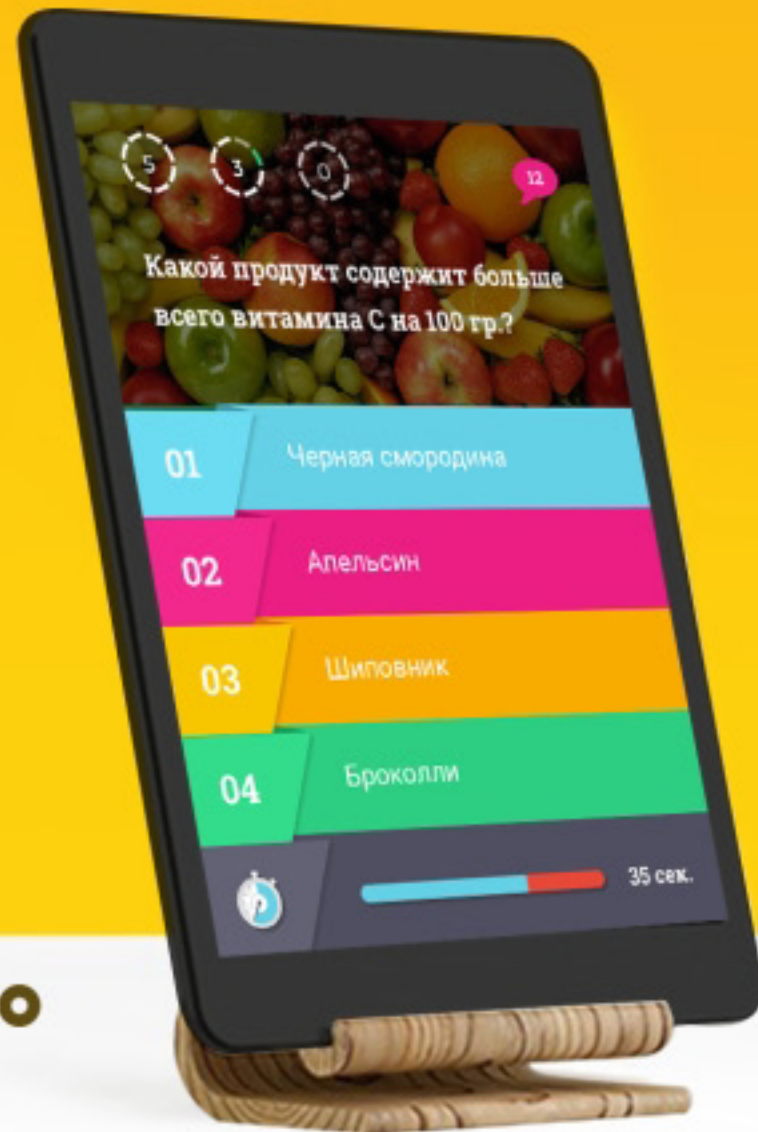 5 3 0 12
Какой продукт содержит больше
всего витамина С на 100 гр.?
01 Черная смородина
02 Апельсин
03 Шиповник
04 Броколли
35 сек.
о